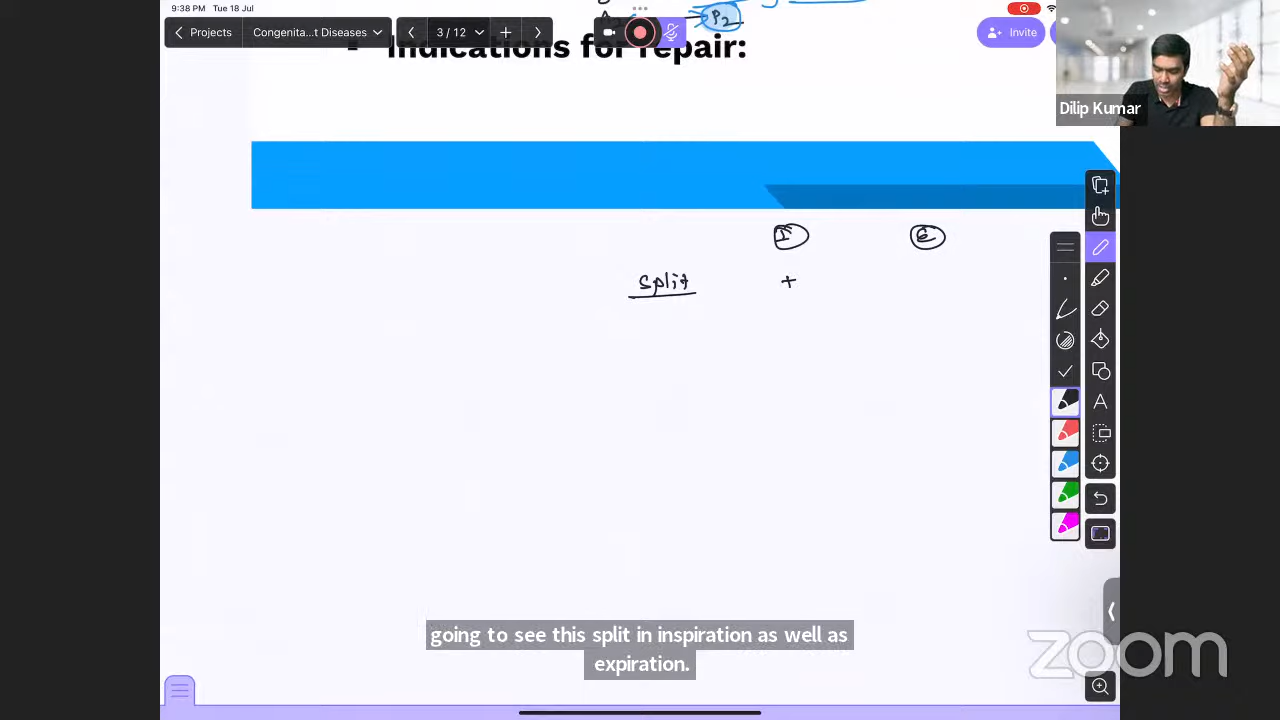 9:38 PM Tue 18 Jul
P2
Projects
Congenita...t Diseases
3 / 12
Invite
Indications for repair:
Dilip Kumar
I
E
split +
A
going to see this split in inspiration as well as
expiration.
zoom